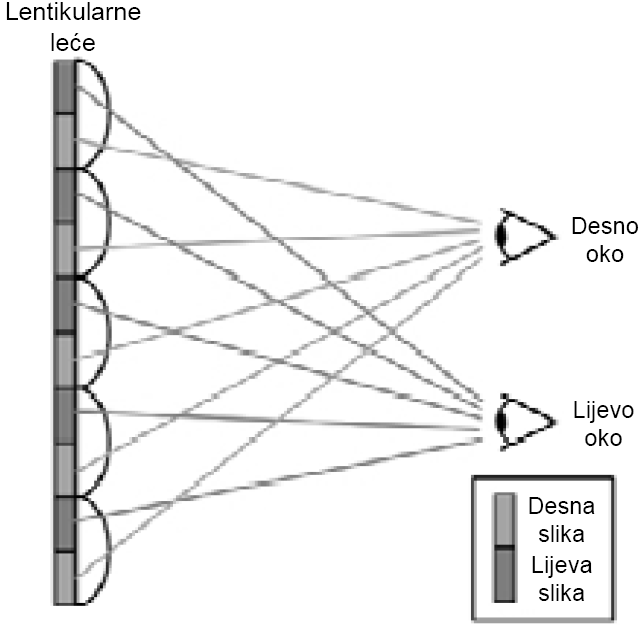 Lentikularne
leće
Desno
oko
Lijevo
oko
Desna
slika
Lijeva
slika